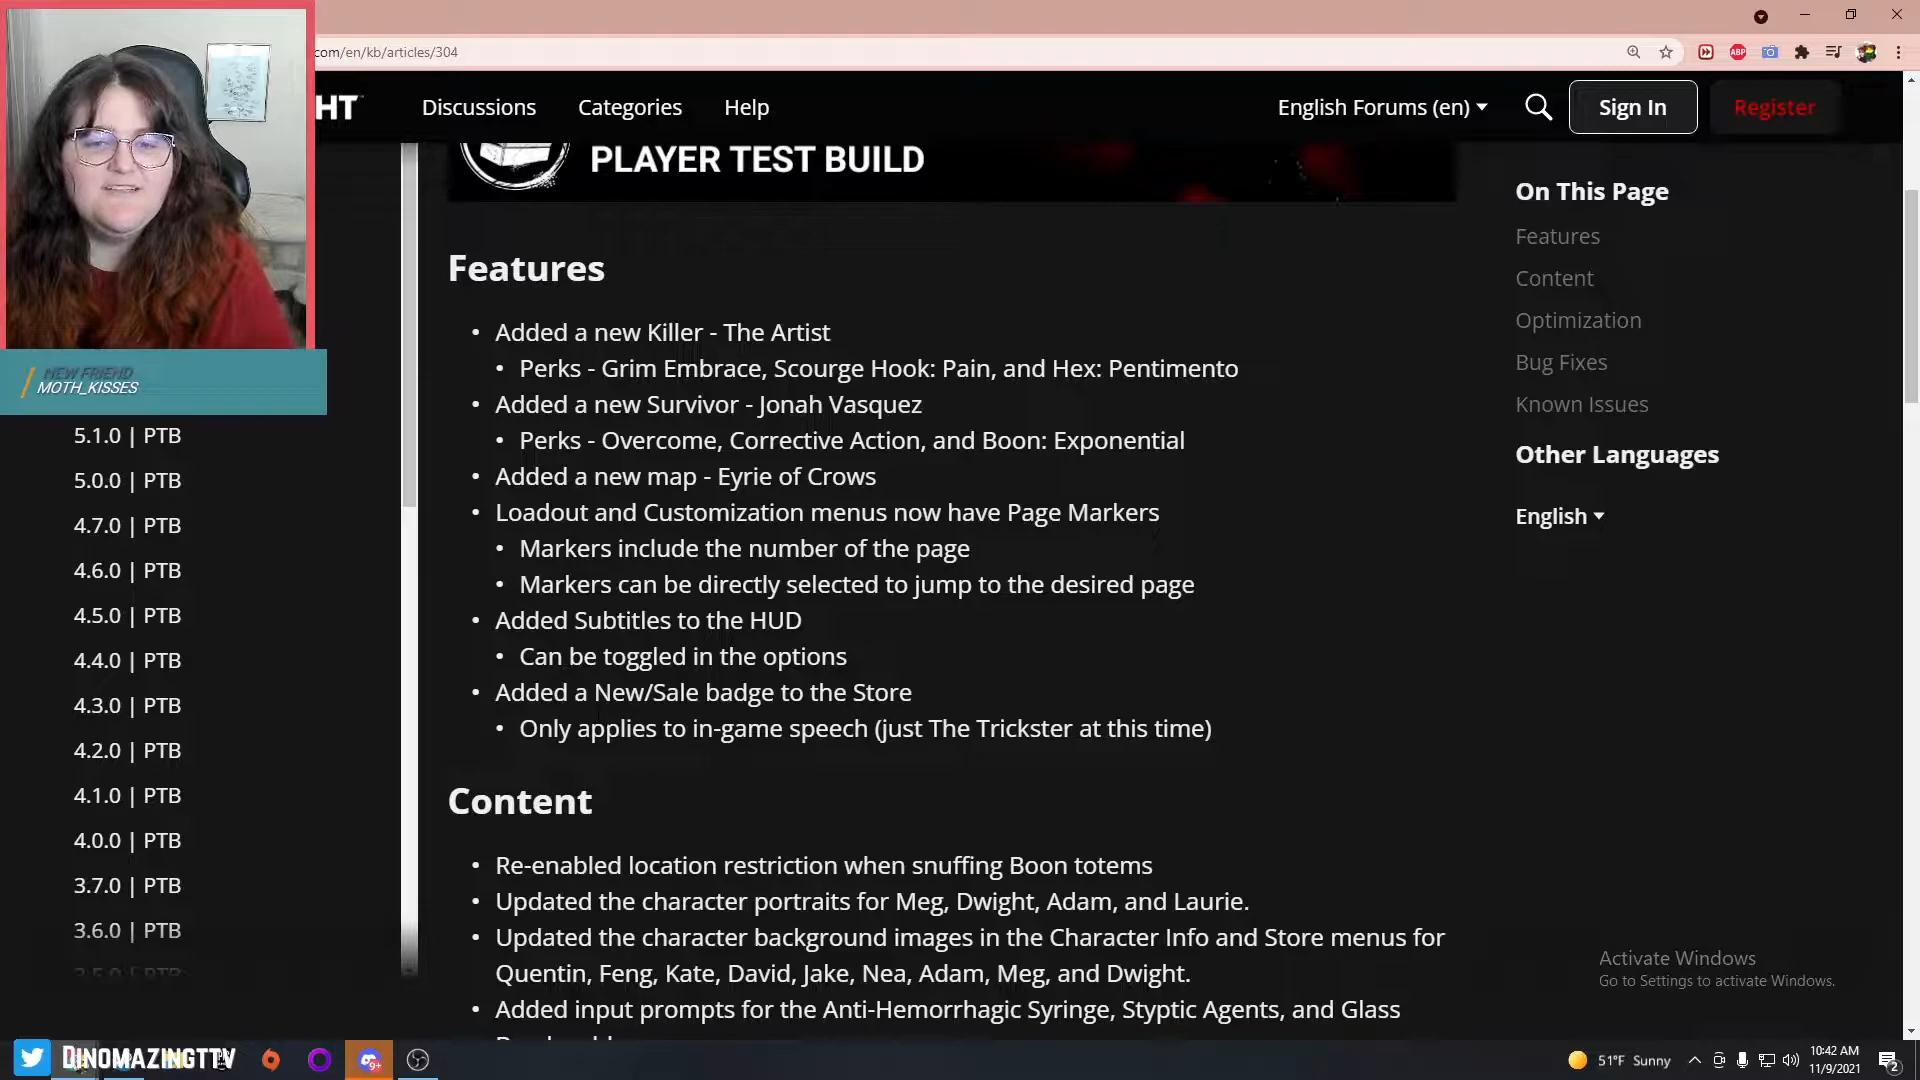 com/en/kb/articles/304
HT
Discussions
Categories
Help
English Forums (en)
Sign In
Register
PLAYER TEST BUILD
On This Page
Features
Content
Optimization
Bug Fixes
Known Issues
Other Languages
English
NEW FRIEND
MOTH_KISSES
5.1.0 | PTB
5.0.0 | PTB
4.7.0 | PTB
4.6.0 | PTB
4.5.0 | PTB
4.4.0 | PTB
4.3.0 | PTB
4.2.0 | PTB
4.1.0 | PTB
4.0.0 | PTB
3.7.0 | PTB
3.6.0 | PTB
3.5.0 | PTB
Features
• Added a new Killer - The Artist
• Perks - Grim Embrace, Scourge Hook: Pain, and Hex: Pentimento
• Added a new Survivor - Jonah Vasquez
• Perks - Overcome, Corrective Action, and Boon: Exponential
• Added a new map - Eyrie of Crows
• Loadout and Customization menus now have Page Markers
• Markers include the number of the page
• Markers can be directly selected to jump to the desired page
• Added Subtitles to the HUD
• Can be toggled in the options
• Added a New/Sale badge to the Store
• Only applies to in-game speech (just The Trickster at this time)
Content
• Re-enabled location restriction when snuffing Boon totems
• Updated the character portraits for Meg, Dwight, Adam, and Laurie.
• Updated the character background images in the Character Info and Store menus for
Quentin, Feng, Kate, David, Jake, Nea, Adam, Meg, and Dwight.
• Added input prompts for the Anti-Hemorrhagic Syringe, Styptic Agents, and Glass
Activate Windows
Go to Settings to activate Windows.
DINOMAZINGTTV
9+
51°F Sunny
10:42 AM
11/9/2021
2
ABP